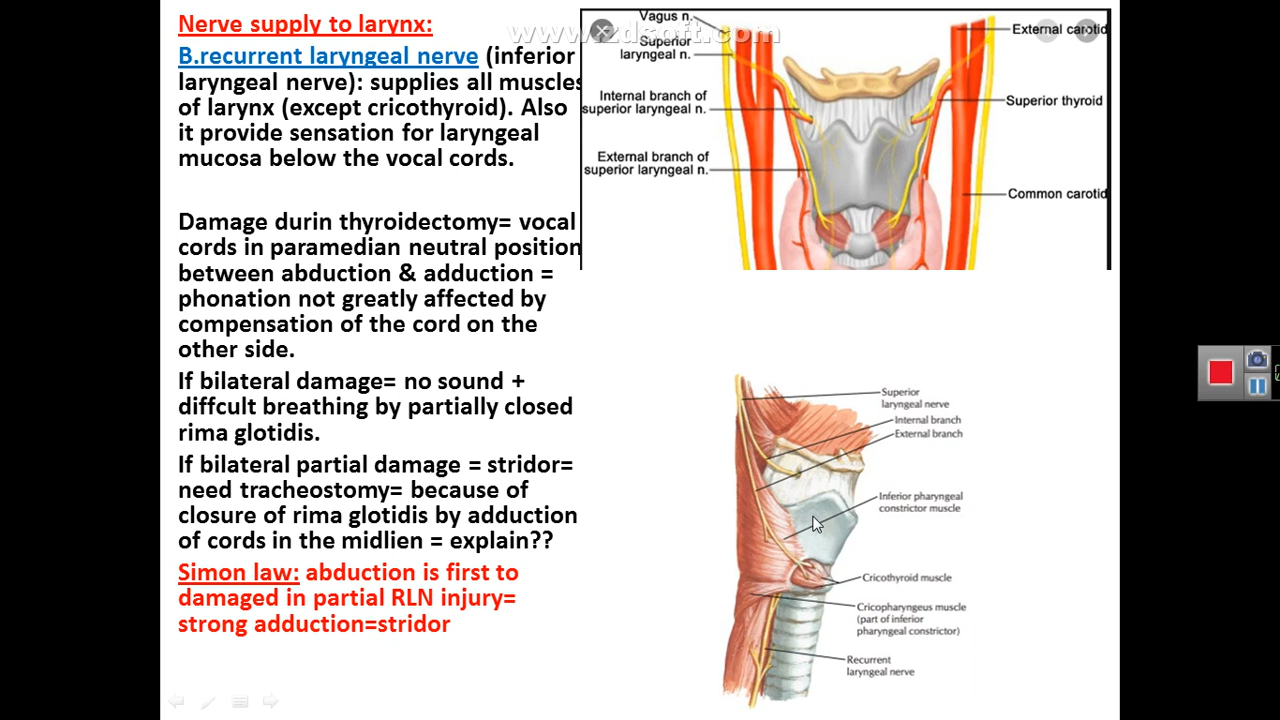 Nerve supply to larynx:
B.recurrent laryngeal nerve (inferior
laryngeal nerve): supplies all muscles
of larynx (except cricothyroid). Also
it provide sensation for laryngeal
mucosa below the vocal cords.
Damage durin thyroidectomy= vocal
cords in paramedian neutral position
between abduction & adduction =
phonation not greatly affected by
compensation of the cord on the
other side.
If bilateral damage= no sound +
diffcult breathing by partially closed
rima glotidis.
If bilateral partial damage = stridor=
need tracheostomy= because of
closure of rima glotidis by adduction
of cords in the midlien = explain??
Simon law: abduction is first to
damaged in partial RLN injury=
strong adduction=stridor
Vagus n.
Superior
laryngeal n.
Internal branch of
superior laryngeal n.
External branch of
superior laryngeal n.
External carotid
Superior thyroid
Common carotid
Superior
laryngeal nerve
Internal branch
External branch
Inferior pharyngeal
constrictor muscle
Cricothyroid muscle
Cricopharyngeus muscle
(part of inferior
pharyngeal constrictor)
Recurrent
laryngeal nerve